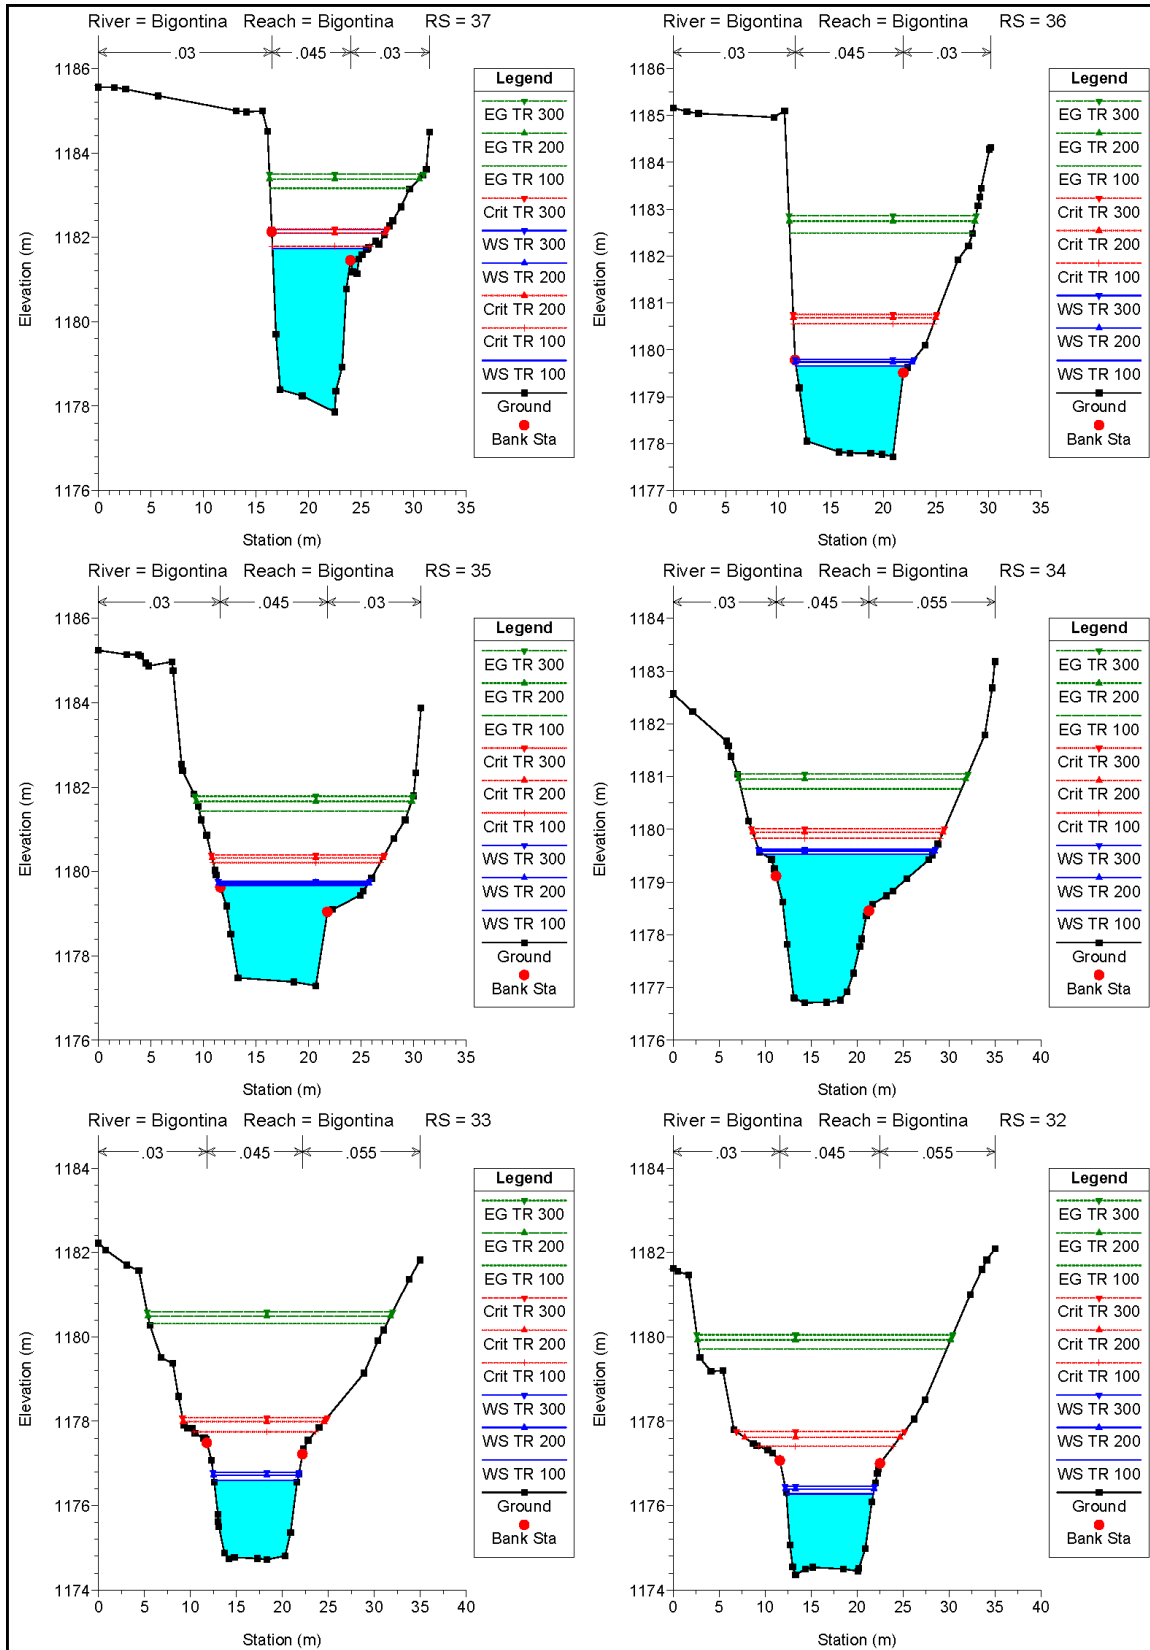 River = Bigontina Reach = Bigontina RS = 37
.03 .045 .03
1186
1184
1182
1180
1178
1176
Elevation (m)
0 5 10 15 20 25 30 35
Station (m)
Legend
EG TR 300
EG TR 200
EG TR 100
Crit TR 300
WS TR 300
WS TR 200
Crit TR 200
Crit TR 100
WS TR 100
Ground
Bank Sta
River = Bigontina Reach = Bigontina RS = 36
.03 .045 .03
1186
1185
1184
1183
1182
1181
1180
1179
1178
1177
Elevation (m)
0 5 10 15 20 25 30 35
Station (m)
Legend
EG TR 300
EG TR 200
EG TR 100
Crit TR 300
Crit TR 200
Crit TR 100
WS TR 300
WS TR 200
WS TR 100
Ground
Bank Sta
River = Bigontina Reach = Bigontina RS = 35
.03 .045 .03
1186
1184
1182
1180
1178
1176
Elevation (m)
0 5 10 15 20 25 30 35
Station (m)
Legend
EG TR 300
EG TR 200
EG TR 100
Crit TR 300
Crit TR 200
Crit TR 100
WS TR 300
WS TR 200
WS TR 100
Ground
Bank Sta
River = Bigontina Reach = Bigontina RS = 34
.03 .045 .055
1184
1183
1182
1181
1180
1179
1178
1177
1176
Elevation (m)
0 5 10 15 20 25 30 35 40
Station (m)
Legend
EG TR 300
EG TR 200
EG TR 100
Crit TR 300
Crit TR 200
Crit TR 100
WS TR 300
WS TR 200
WS TR 100
Ground
Bank Sta
River = Bigontina Reach = Bigontina RS = 33
.03 .045 .055
1184
1182
1180
1178
1176
1174
Elevation (m)
0 5 10 15 20 25 30 35 40
Station (m)
Legend
EG TR 300
EG TR 200
EG TR 100
Crit TR 300
Crit TR 200
Crit TR 100
WS TR 300
WS TR 200
WS TR 100
Ground
Bank Sta
River = Bigontina Reach = Bigontina RS = 32
.03 .045 .055
1184
1182
1180
1178
1176
1174
Elevation (m)
0 5 10 15 20 25 30 35 40
Station (m)
Legend
EG TR 300
EG TR 200
EG TR 100
Crit TR 300
Crit TR 200
Crit TR 100
WS TR 300
WS TR 200
WS TR 100
Ground
Bank Sta